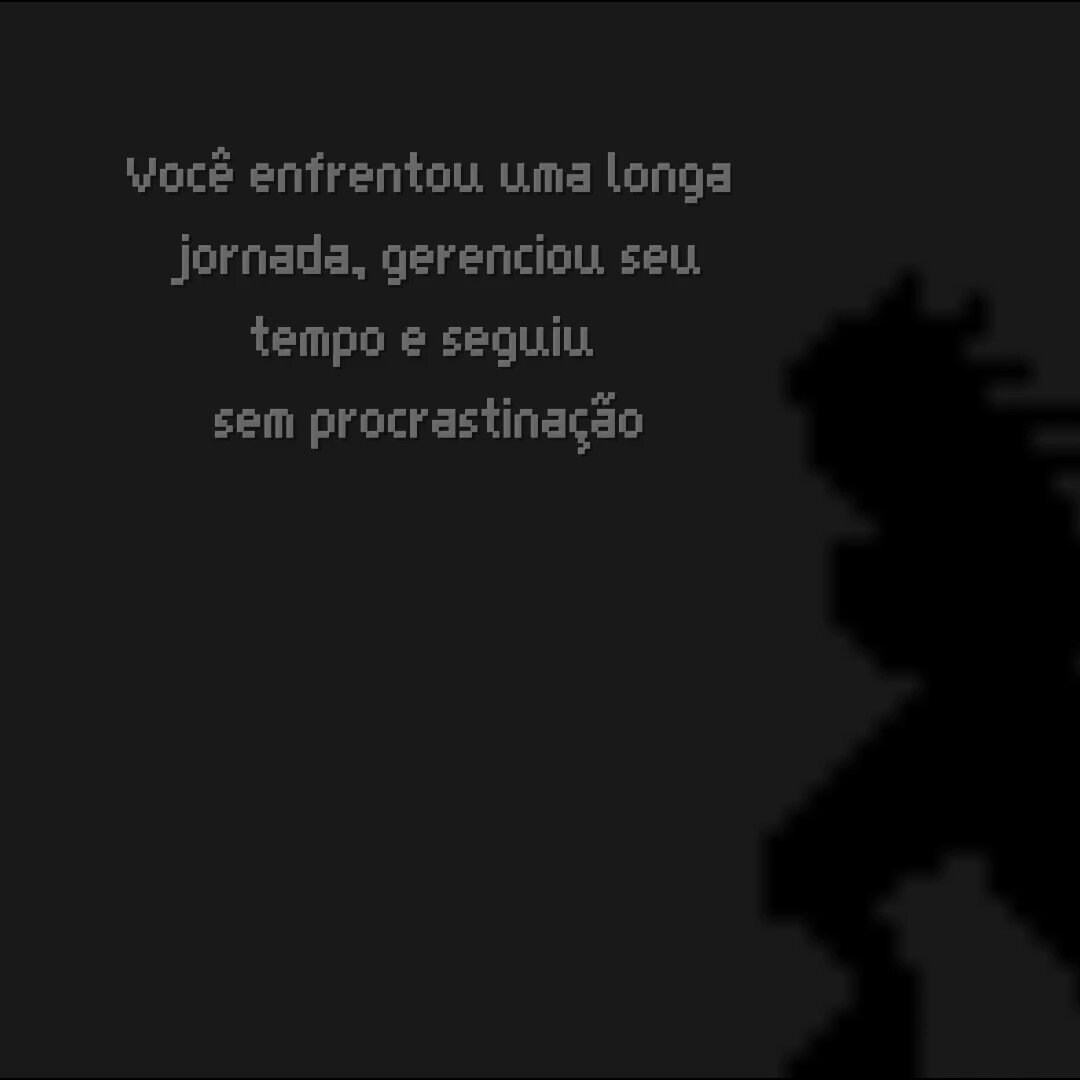 Você enfrentou uma longa
jornada, gerenciou seu
tempo e seguiu
sem procrastinação